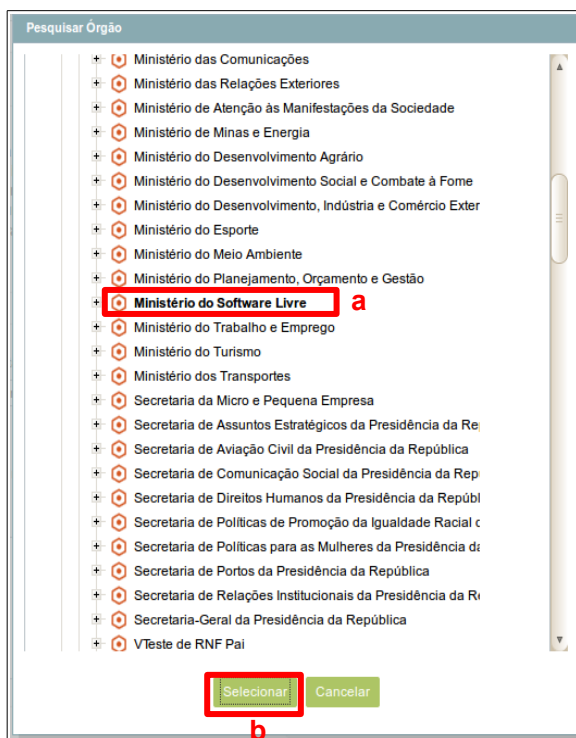 Pesquisar Órgão
Ministério das Comunicações
Ministério das Relações Exteriores
Ministério de Atenção às Manifestações da Sociedade
Ministério de Minas e Energia
Ministério do Desenvolvimento Agrário
Ministério do Desenvolvimento Social e Combate à Fome
Ministério do Desenvolvimento, Indústria e Comércio Exter
Ministério do Esporte
Ministério do Meio Ambiente
Ministério do Planejamento, Orçamento e Gestão
Ministério do Software Livre a
Ministério do Trabalho e Emprego
Ministério do Turismo
Ministério dos Transportes
Secretaria da Micro e Pequena Empresa
Secretaria de Assuntos Estratégicos da Presidência da Re
Secretaria de Aviação Civil da Presidência da República
Secretaria de Comunicação Social da Presidência da Rep
Secretaria de Direitos Humanos da Presidência da Repúbl
Secretaria de Políticas de Promoção da Igualdade Racial
Secretaria de Políticas para as Mulheres da Presidência da
Secretaria de Portos da Presidência da República
Secretaria de Relações Institucionais da Presidência da R
Secretaria-Geral da Presidência da República
VTeste de RNF Pai
Selecionar Cancelar
b